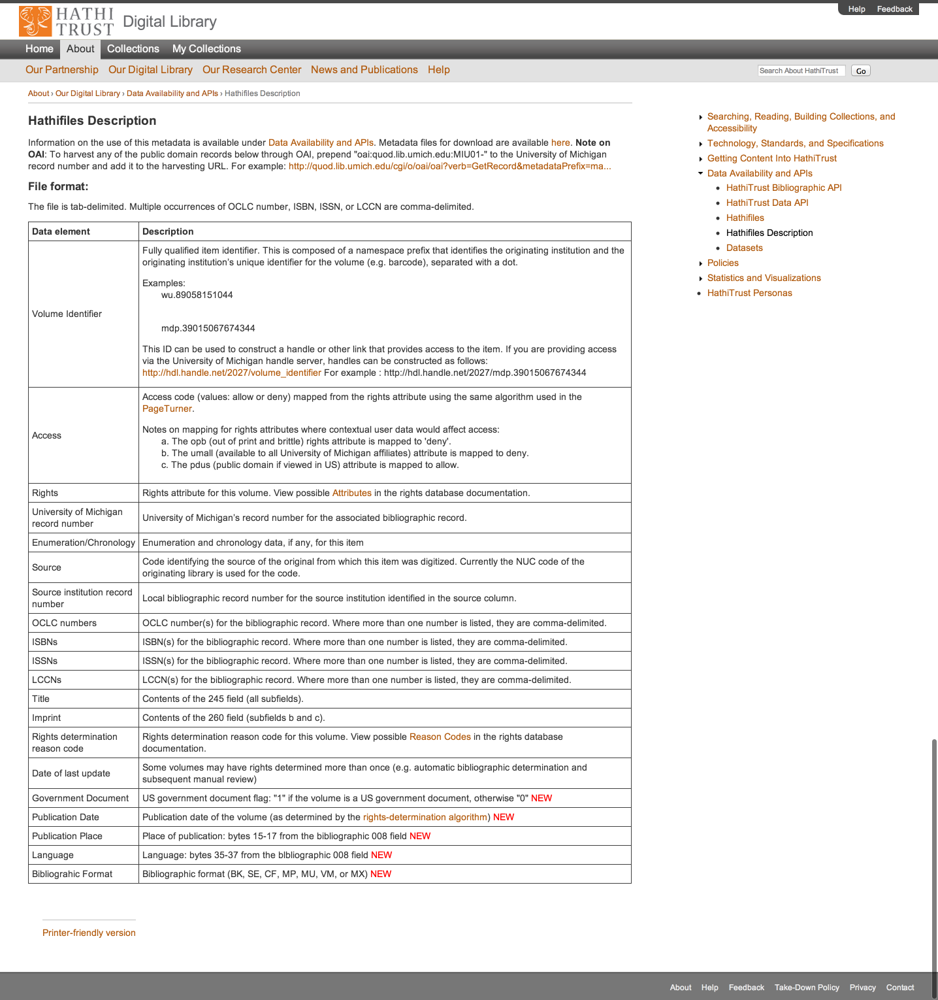 Help Feedback
HATHI TRUST Digital Library
Home About Collections My Collections
Our Partnership Our Digital Library Our Research Center News and Publications Help
Search About HathiTrust Go
About › Our Digital Library › Data Availability and APIs › Hathifiles Description
Hathifiles Description
Information on the use of this metadata is available under Data Availability and APIs. Metadata files for download are available here. Note on
OAI: To harvest any of the public domain records below through OAI, prepend "oai:quod.lib.umich.edu:MIU01-" to the University of Michigan
record number and add it to the harvesting URL. For example: http://quod.lib.umich.edu/cgi/o/oai/oai?verb=GetRecord&metadataPrefix=ma...
File format:
The file is tab-delimited. Multiple occurrences of OCLC number, ISBN, ISSN, or LCCN are comma-delimited.
Data element Description
Volume Identifier
Fully qualified item identifier. This is composed of a namespace prefix that identifies the originating institution and the
originating institution's unique identifier for the volume (e.g. barcode), separated with a dot.
Examples:
wu.89058151044
mdp.39015067674344
This ID can be used to construct a handle or other link that provides access to the item. If you are providing access
via the University of Michigan handle server, handles can be constructed as follows:
http://hdl.handle.net/2027/volume_identifier For example : http://hdl.handle.net/2027/mdp.39015067674344
Access
Access code (values: allow or deny) mapped from the rights attribute using the same algorithm used in the
PageTurner.
Notes on mapping for rights attributes where contextual user data would affect access:
a. The opb (out of print and brittle) rights attribute is mapped to 'deny'.
b. The umall (available to all University of Michigan affiliates) attribute is mapped to deny.
c. The pdus (public domain if viewed in US) attribute is mapped to allow.
Rights Rights attribute for this volume. View possible Attributes in the rights database documentation.
University of Michigan
record number
University of Michigan's record number for the associated bibliographic record.
Enumeration/Chronology Enumeration and chronology data, if any, for this item
Source
Code identifying the source of the original from which this item was digitized. Currently the NUC code of the
originating library is used for the code.
Source institution record
number
Local bibliographic record number for the source institution identified in the source column.
OCLC numbers OCLC number(s) for the bibliographic record. Where more than one number is listed, they are comma-delimited.
ISBNs ISBN(s) for the bibliographic record. Where more than one number is listed, they are comma-delimited.
ISSNs ISSN(s) for the bibliographic record. Where more than one number is listed, they are comma-delimited.
LCCNs LCCN(s) for the bibliographic record. Where more than one number is listed, they are comma-delimited.
Title Contents of the 245 field (all subfields).
Imprint Contents of the 260 field (subfields b and c).
Rights determination
reason code
Rights determination reason code for this volume. View possible Reason Codes in the rights database
documentation.
Date of last update
Some volumes may have rights determined more than once (e.g. automatic bibliographic determination and
subsequent manual review)
Government Document US government document flag: "1" if the volume is a US government document, otherwise "0" NEW
Publication Date Publication date of the volume (as determined by the rights-determination algorithm) NEW
Publication Place Place of publication: bytes 15-17 from the bibliographic 008 field NEW
Language Language: bytes 35-37 from the blbliographic 008 field NEW
Bibliograhic Format Bibliographic format (BK, SE, CF, MP, MU, VM, or MX) NEW
Printer-friendly version
Searching, Reading, Building Collections, and
Accessibility
Technology, Standards, and Specifications
Getting Content Into HathiTrust
Data Availability and APIs
HathiTrust Bibliographic API
HathiTrust Data API
Hathifiles
Hathifiles Description
Datasets
Policies
Statistics and Visualizations
HathiTrust Personas
About Help Feedback Take-Down Policy Privacy Contact